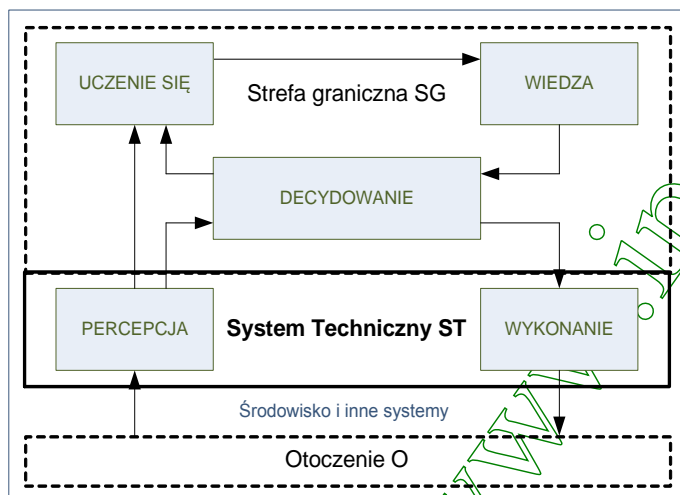 UCZENIE SIĘ
WIEDZA
Strefa graniczna SG
DECYDOWANIE
PERCEPCJA
System Techniczny ST
WYKONANIE
Środowisko i inne systemy
Otoczenie O